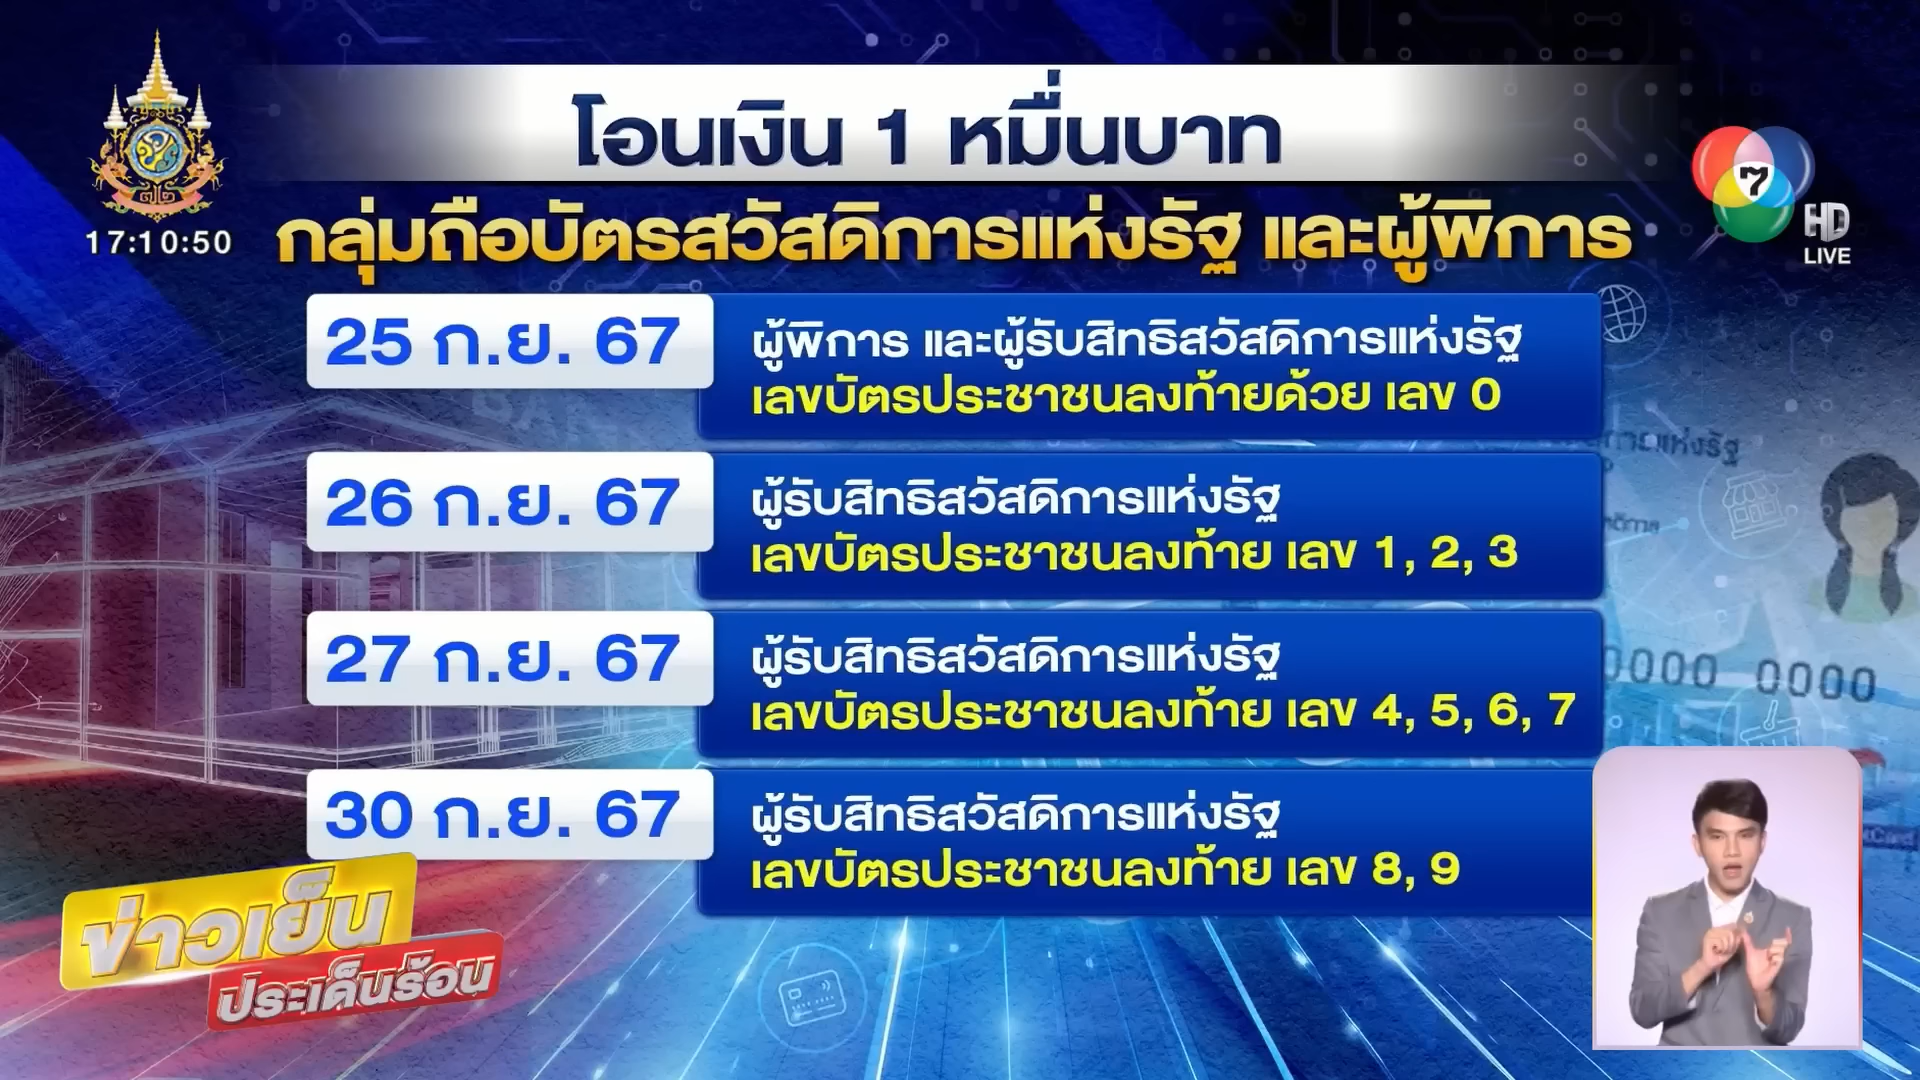 โอนเงิน 1 หมื่นบาท
17:10:50
กลุ่มถือบัตรสวัสดิการแห่งรัฐ และผู้พิการ
7
HD
LIVE
25 ก.ย. 67
ผู้พิการ และผู้รับสิทธิสวัสดิการแห่งรัฐ
เลขบัตรประชาชนลงท้ายด้วย เลข 0
26 ก.ย. 67
ผู้รับสิทธิสวัสดิการแห่งรัฐ
เลขบัตรประชาชนลงท้าย เลข 1, 2, 3
27 ก.ย. 67
ผู้รับสิทธิสวัสดิการแห่งรัฐ
เลขบัตรประชาชนลงท้าย เลข 4, 5, 6, 7
0000 0000
30 ก.ย. 67
ผู้รับสิทธิสวัสดิการแห่งรัฐ
เลขบัตรประชาชนลงท้าย เลข 8, 9
ข่าวเย็น
ประเด็นร้อน